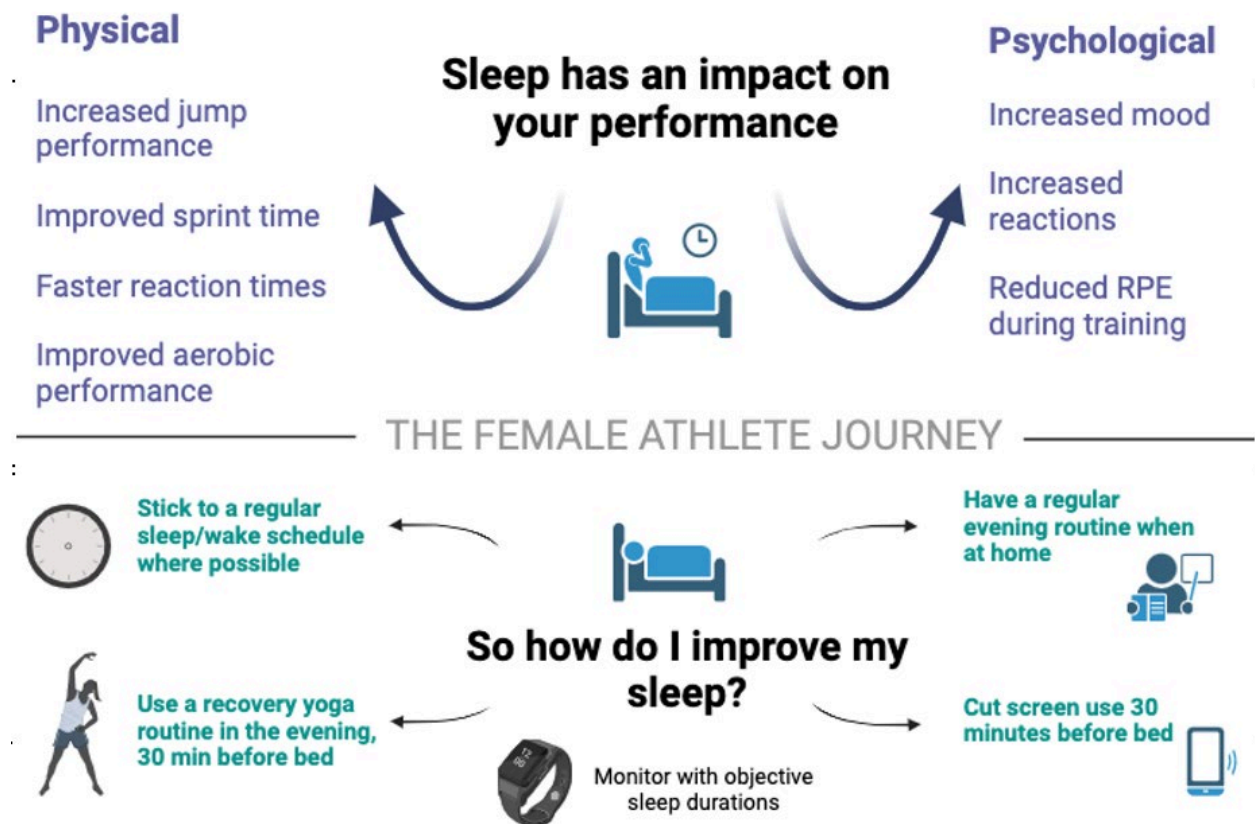 Physical
Increased jump
performance
Improved sprint time
Faster reaction times
Improved aerobic
performance
Sleep has an impact on
your performance
Psychological
Increased mood
Increased
reactions
Reduced RPE
during training
THE FEMALE ATHLETE JOURNEY
Stick to a regular
sleep/wake schedule
where possible
Have a regular
evening routine when
at home
So how do I improve my
sleep?
Use a recovery yoga
routine in the evening,
30 min before bed
Cut screen use 30
minutes before bed
12
00
Monitor with objective
sleep durations